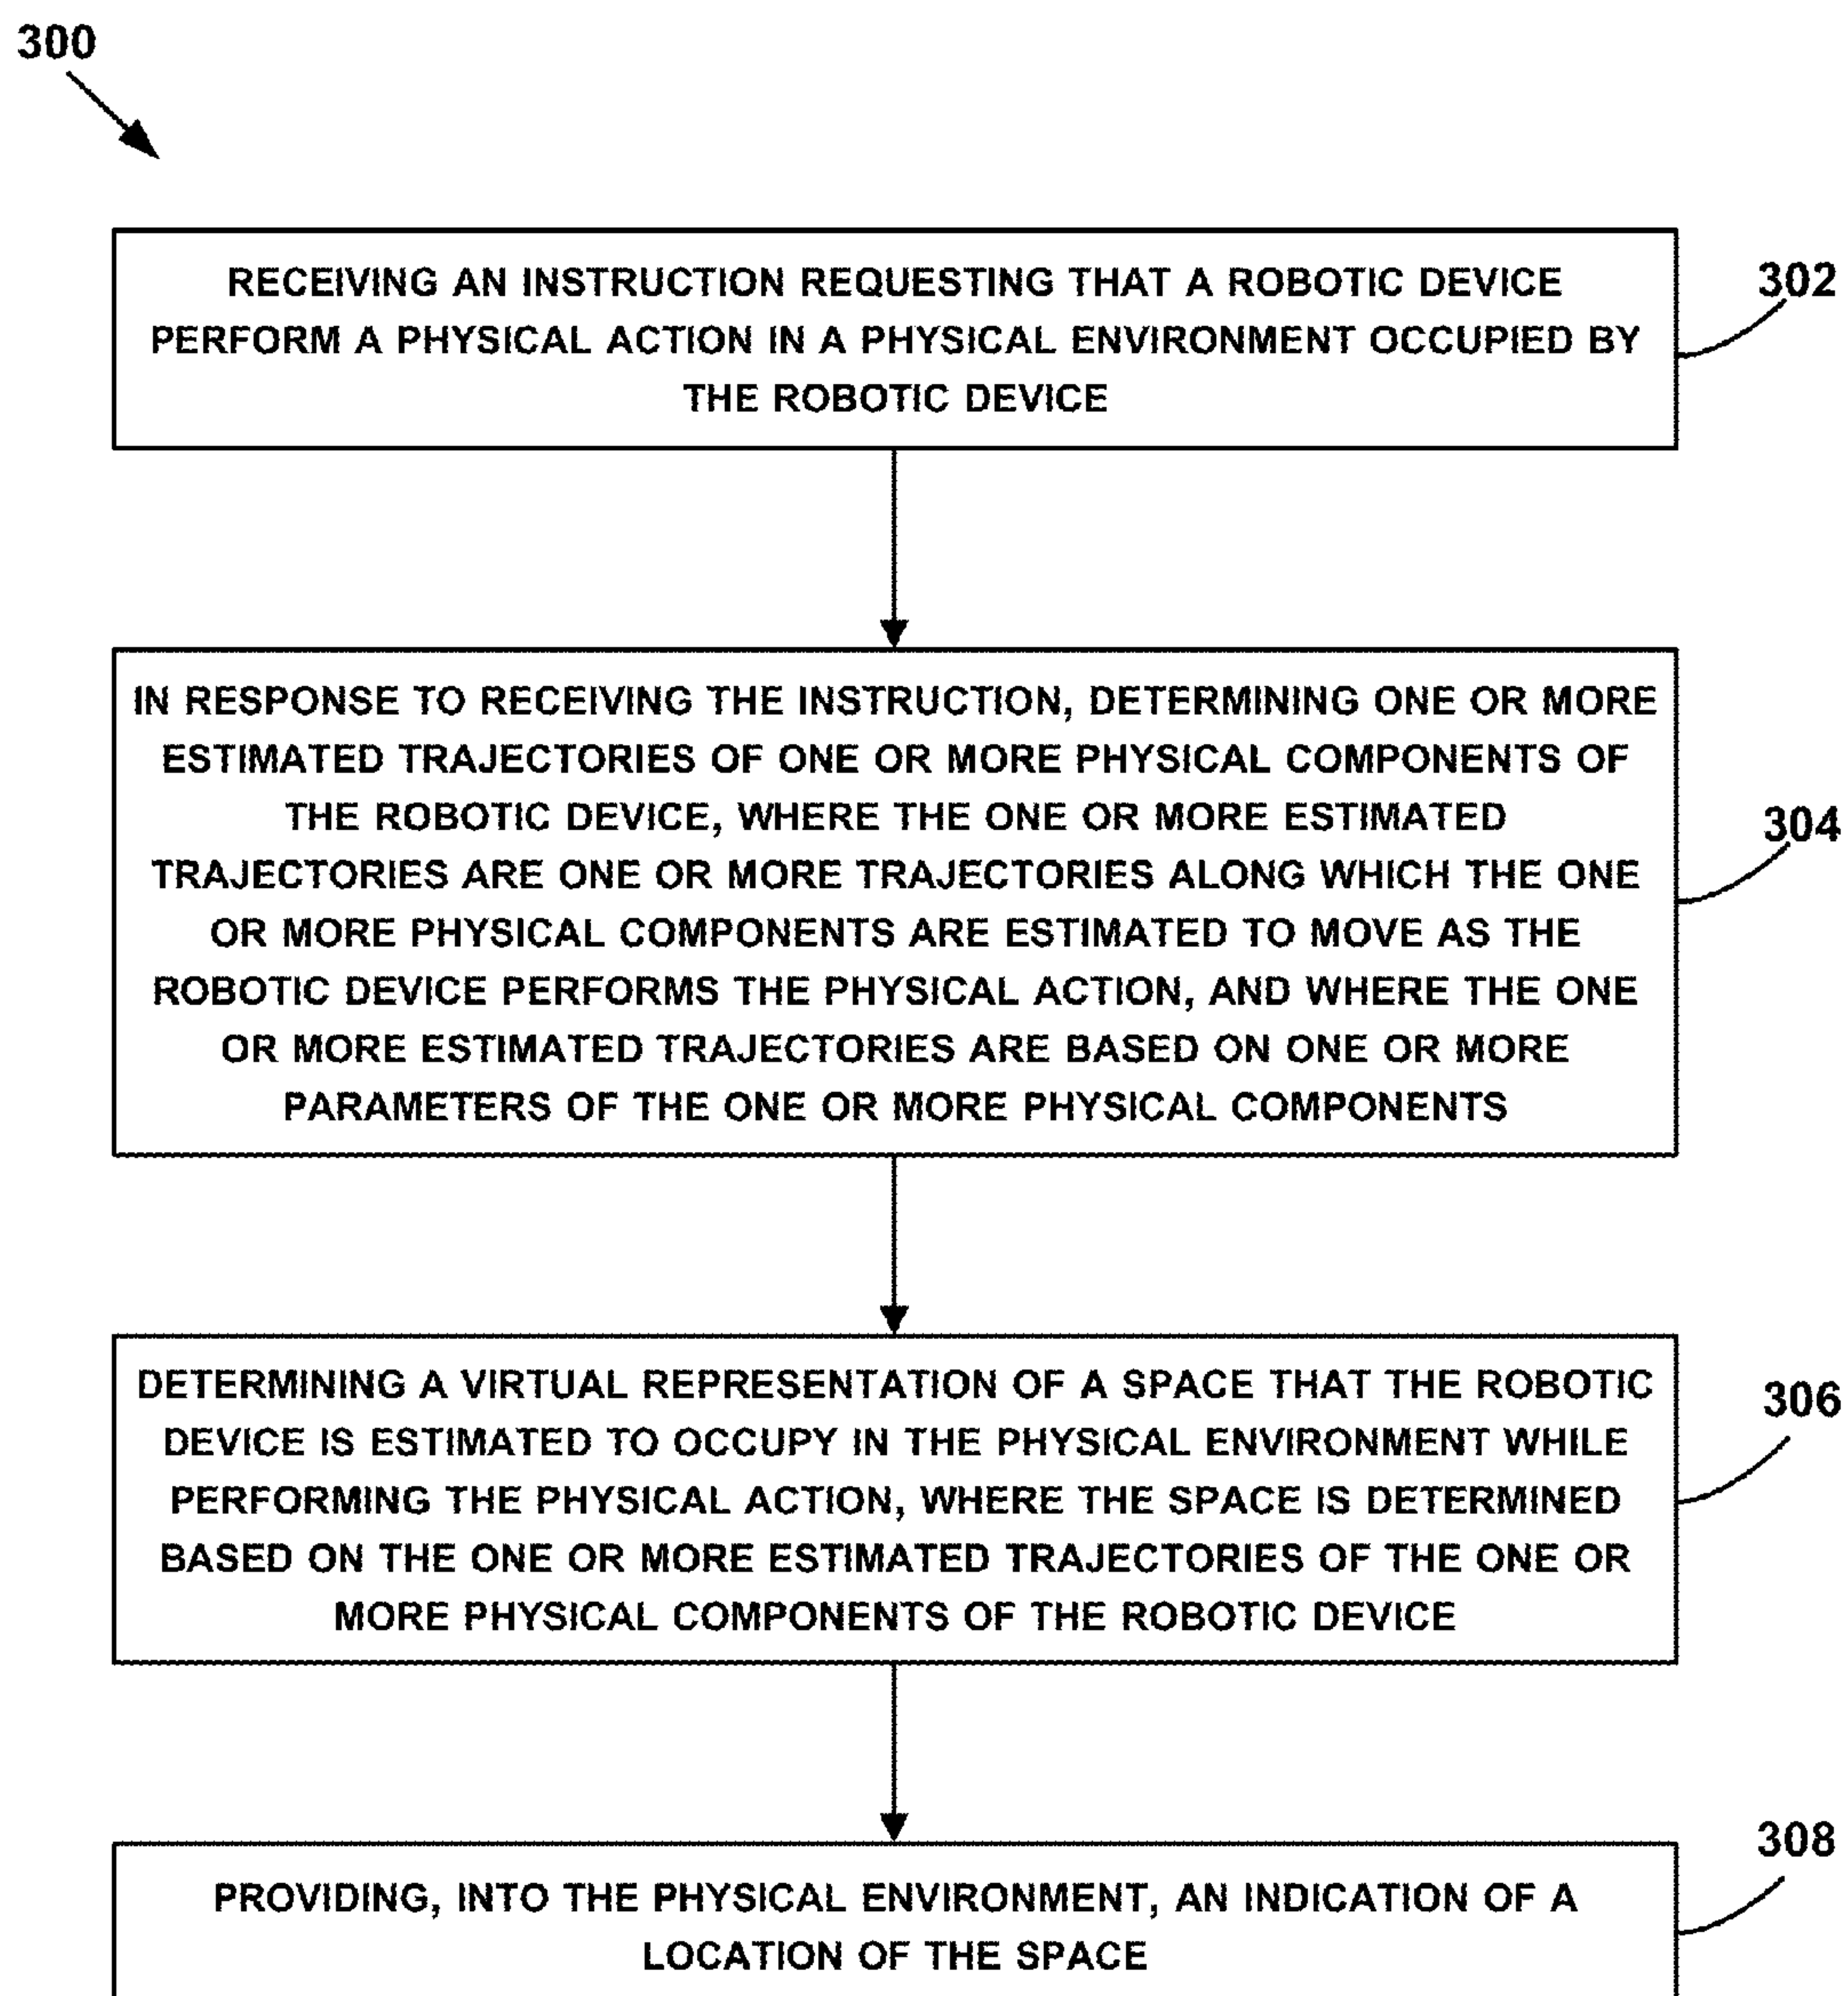 300
RECEIVING AN INSTRUCTION REQUESTING THAT A ROBOTIC DEVICE
PERFORM A PHYSICAL ACTION IN A PHYSICAL ENVIRONMENT OCCUPIED BY
THE ROBOTIC DEVICE
302
IN RESPONSE TO RECEIVING THE INSTRUCTION, DETERMINING ONE OR MORE
ESTIMATED TRAJECTORIES OF ONE OR MORE PHYSICAL COMPONENTS OF
THE ROBOTIC DEVICE, WHERE THE ONE OR MORE ESTIMATED
TRAJECTORIES ARE ONE OR MORE TRAJECTORIES ALONG WHICH THE ONE
OR MORE PHYSICAL COMPONENTS ARE ESTIMATED TO MOVE AS THE
ROBOTIC DEVICE PERFORMS THE PHYSICAL ACTION, AND WHERE THE ONE
OR MORE ESTIMATED TRAJECTORIES ARE BASED ON ONE OR MORE
PARAMETERS OF THE ONE OR MORE PHYSICAL COMPONENTS
304
DETERMINING A VIRTUAL REPRESENTATION OF A SPACE THAT THE ROBOTIC
DEVICE IS ESTIMATED TO OCCUPY IN THE PHYSICAL ENVIRONMENT WHILE
PERFORMING THE PHYSICAL ACTION, WHERE THE SPACE IS DETERMINED
BASED ON THE ONE OR MORE ESTIMATED TRAJECTORIES OF THE ONE OR
MORE PHYSICAL COMPONENTS OF THE ROBOTIC DEVICE
306
PROVIDING, INTO THE PHYSICAL ENVIRONMENT, AN INDICATION OF A
LOCATION OF THE SPACE
308